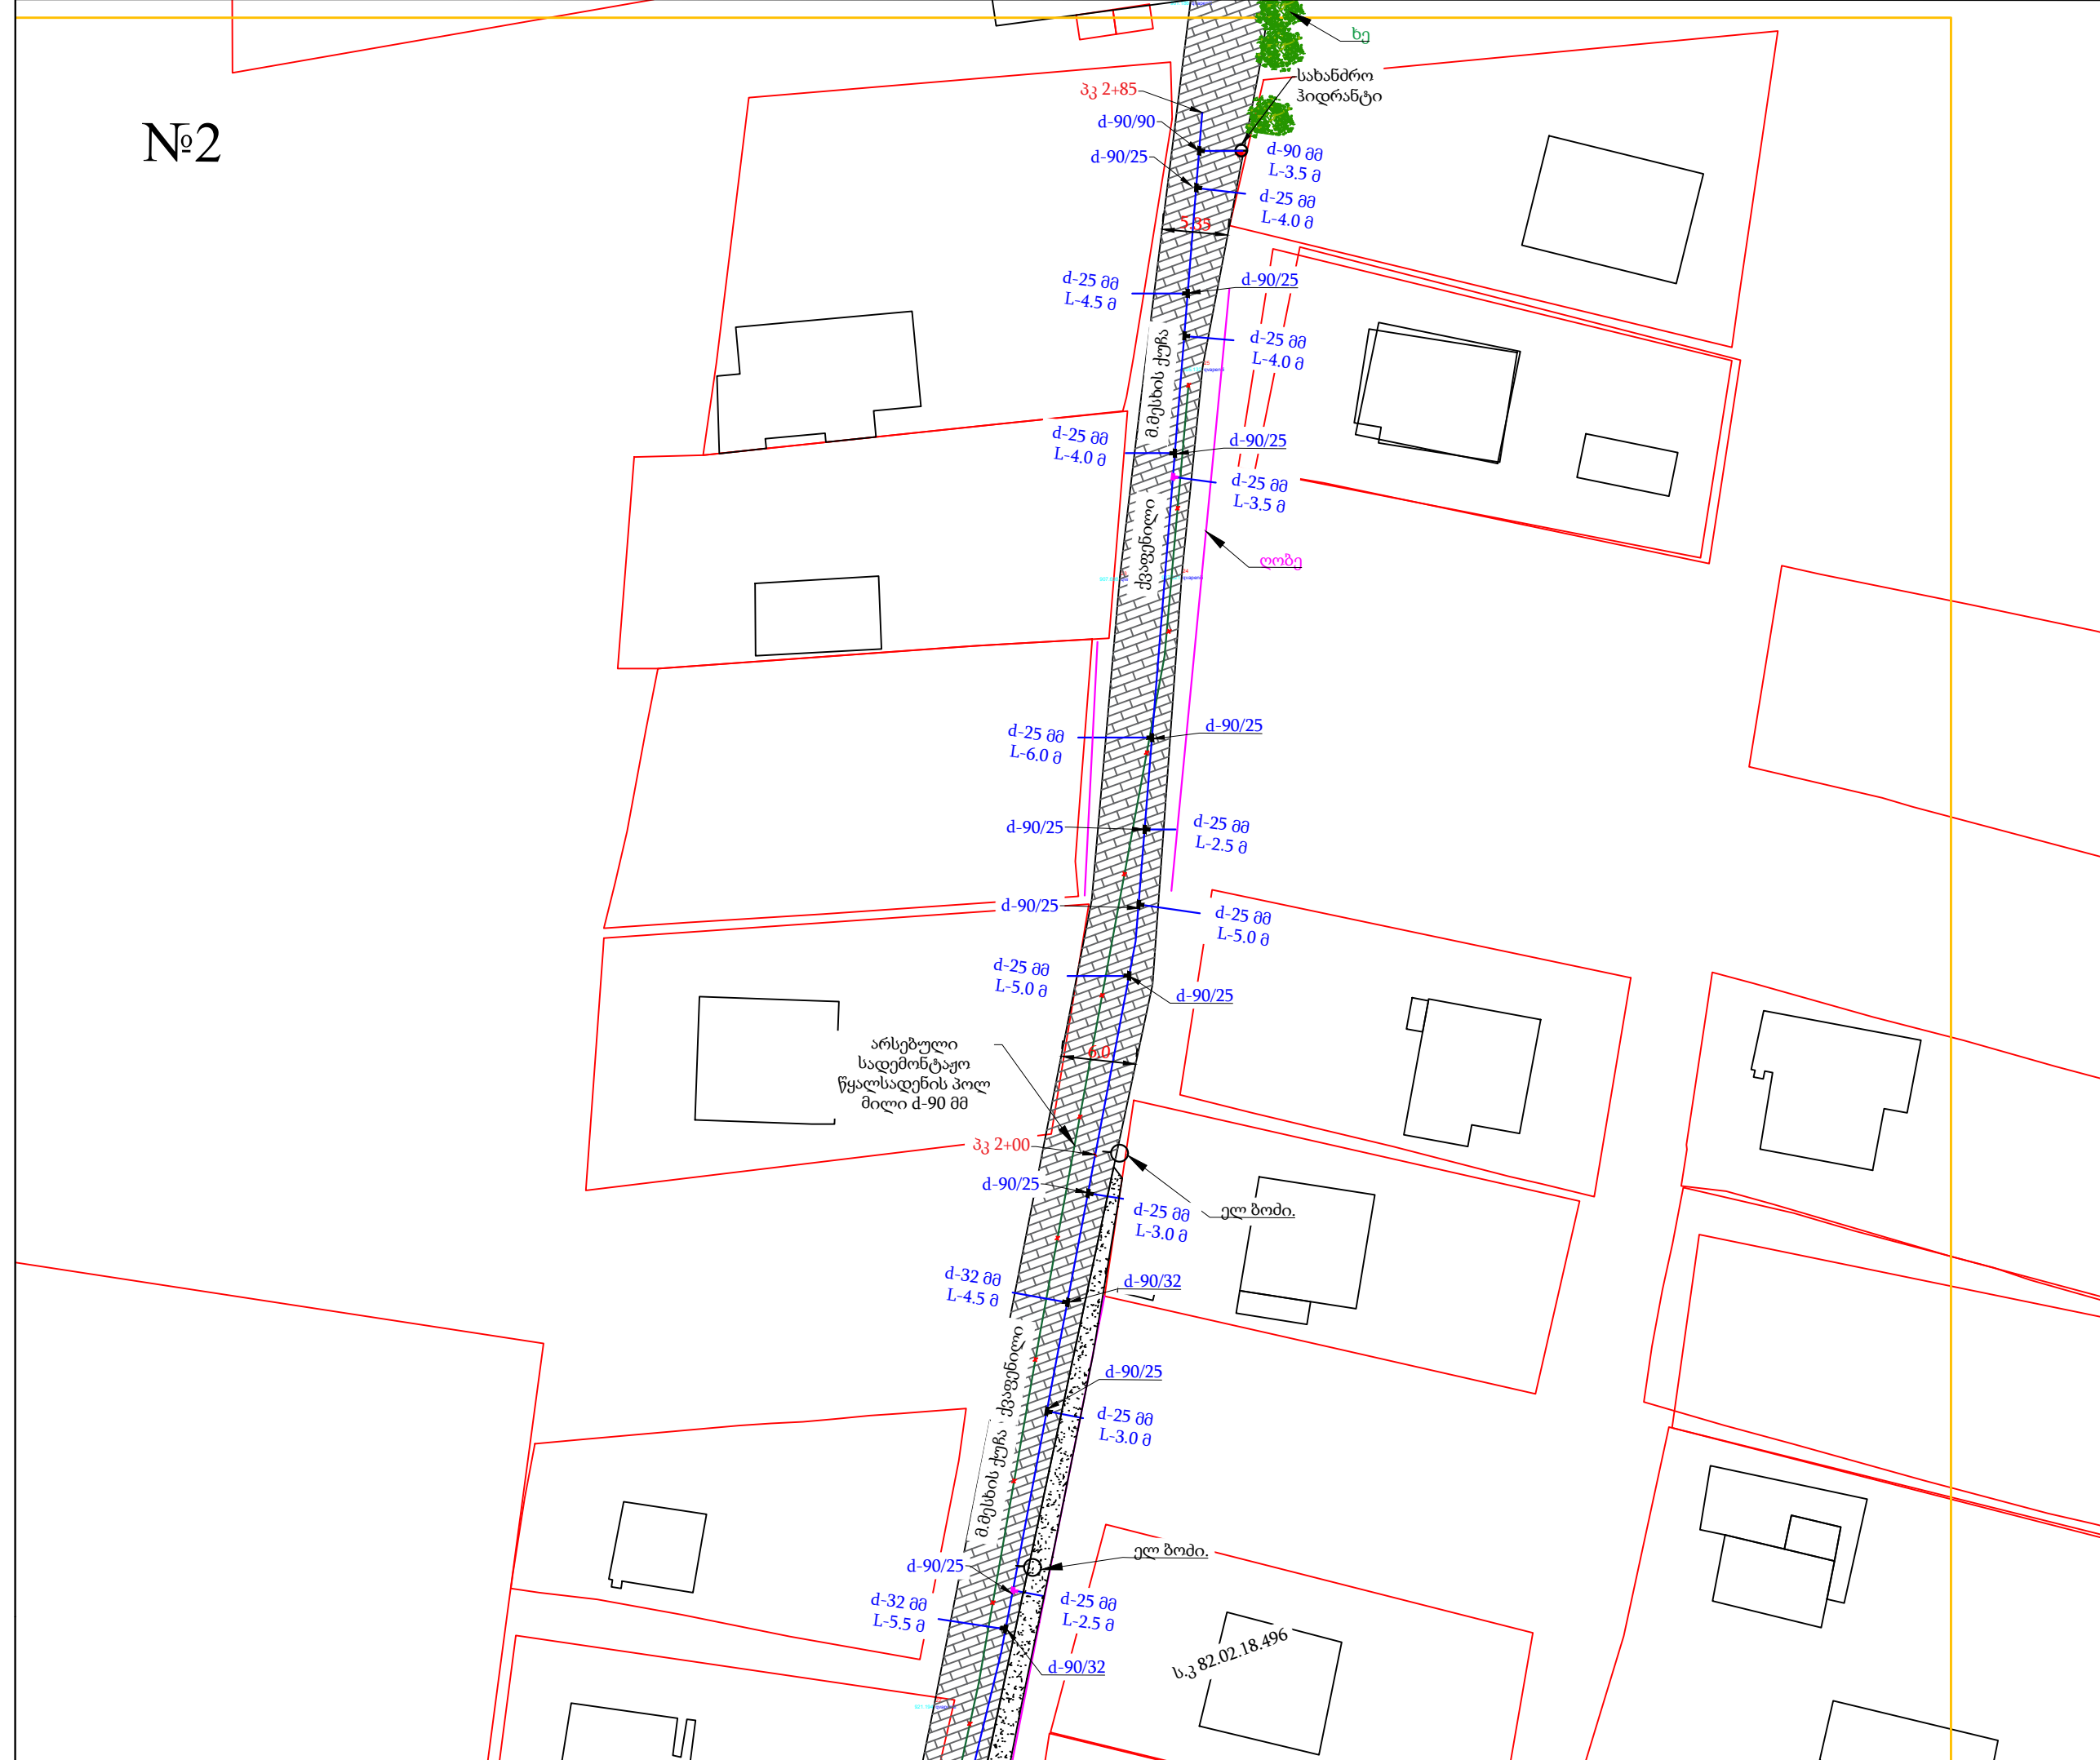 №2
ხე
სახანძრო
ჰიდრანტი
პკ 2+85
d-90/90
d-90/25
d-90 მმ
L-3.5 მ
d-25 მმ
L-4.0 მ
5.35
d-25 მმ
L-4.5 მ
d-90/25
d-25 მმ
L-4.0 მ
მ.მესხის ქუჩა
d-25 მმ
L-4.0 მ
d-90/25
d-25 მმ
L-3.5 მ
ქვაფენილი
ღობე
d-25 მმ
L-6.0 მ
d-90/25
d-90/25
d-25 მმ
L-2.5 მ
d-90/25
d-25 მმ
L-5.0 მ
d-25 მმ
L-5.0 მ
d-90/25
არსებული
სადემონტაჟო
წყალსადენის პოლ
მილი d-90 მმ
6.0
პკ 2+00
d-90/25
d-25 მმ
L-3.0 მ
ელ ბოძი.
d-32 მმ
L-4.5 მ
d-90/32
ქვაფენილი
d-90/25
d-25 მმ
L-3.0 მ
მ.მესხის ქუჩა
ელ ბოძი.
d-90/25
d-32 მმ
L-5.5 მ
d-25 მმ
L-2.5 მ
d-90/32
ს.კ 82.02.18.496